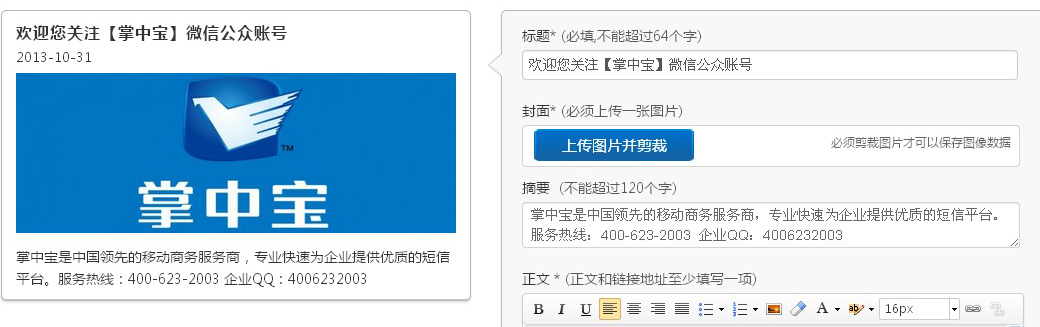 欢迎您关注【掌中宝】微信公众账号
2013-10-31
TM
掌中宝
掌中宝是中国领先的移动商务服务商，专业快速为企业提供优质的短信
平台。服务热线：400-623-2003 企业QQ：4006232003
标题* (必填,不能超过64个字)
欢迎您关注【掌中宝】微信公众账号
封面* (必须上传一张图片)
上传图片并剪裁
必须剪裁图片才可以保存图像数据
摘要 (不能超过120个字)
掌中宝是中国领先的移动商务服务商，专业快速为企业提供优质的短信平台。
服务热线：400-623-2003 企业QQ：4006232003
正文 * (正文和链接地址至少填写一项)
B I U A ab 16px